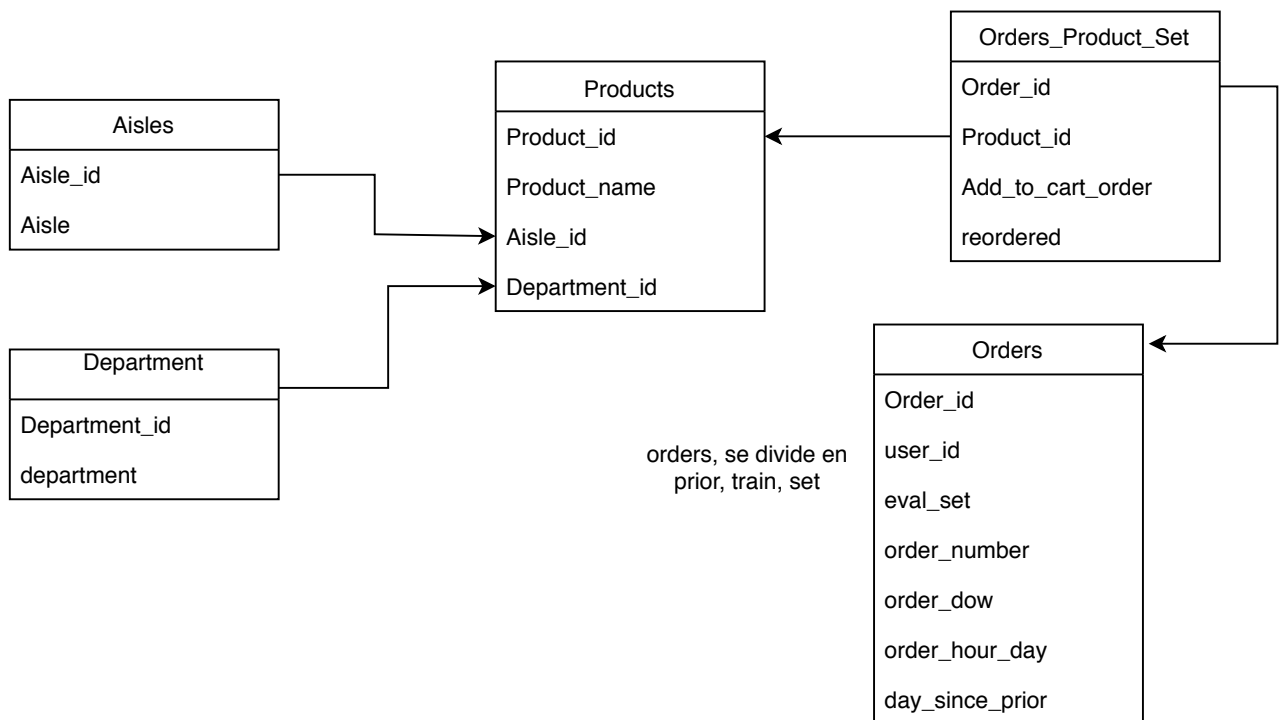 Aisles
Aisle_id
Aisle
Department
Department_id
department
Products
Product_id
Product_name
Aisle_id
Department_id
Orders_Product_Set
Order_id
Product_id
Add_to_cart_order
reordered
orders, se divide en
prior, train, set
Orders
Order_id
user_id
eval_set
order_number
order_dow
order_hour_day
day_since_prior